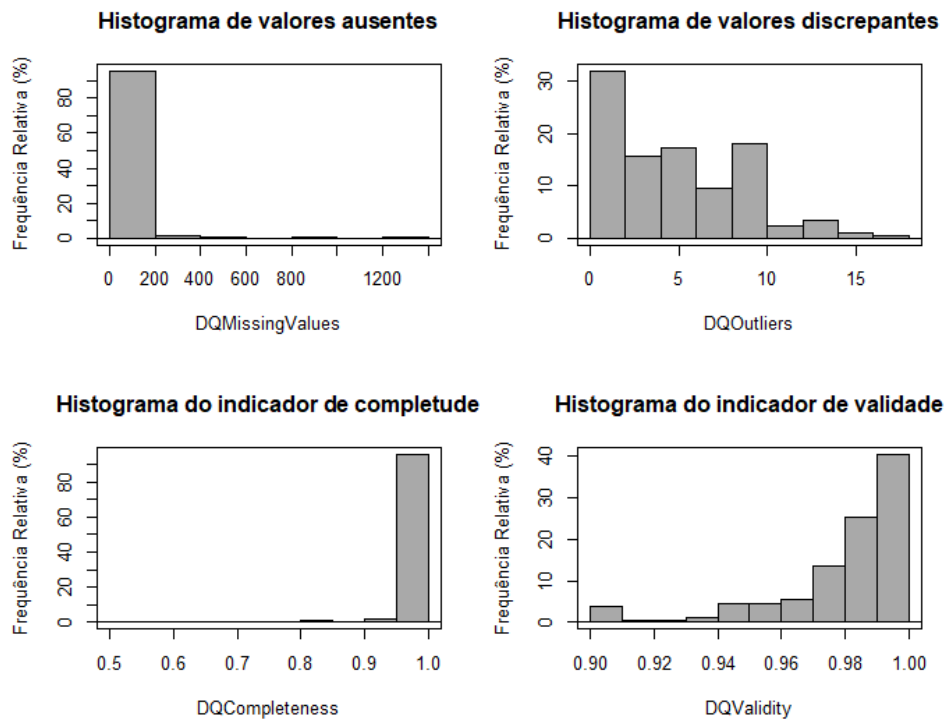 Histograma de valores ausentes
Frequência Relativa (%)
0 20 40 60 80
0 200 400 600 800 1200
DQMissingValues
Histograma de valores discrepantes
Frequência Relativa (%)
0 10 20 30
0 5 10 15
DQOutliers
Histograma do indicador de completude
Frequência Relativa (%)
0 20 40 60 80
0.5 0.6 0.7 0.8 0.9 1.0
DQCompleteness
Histograma do indicador de validade
Frequência Relativa (%)
0 10 20 30 40
0.90 0.92 0.94 0.96 0.98 1.00
DQValidity